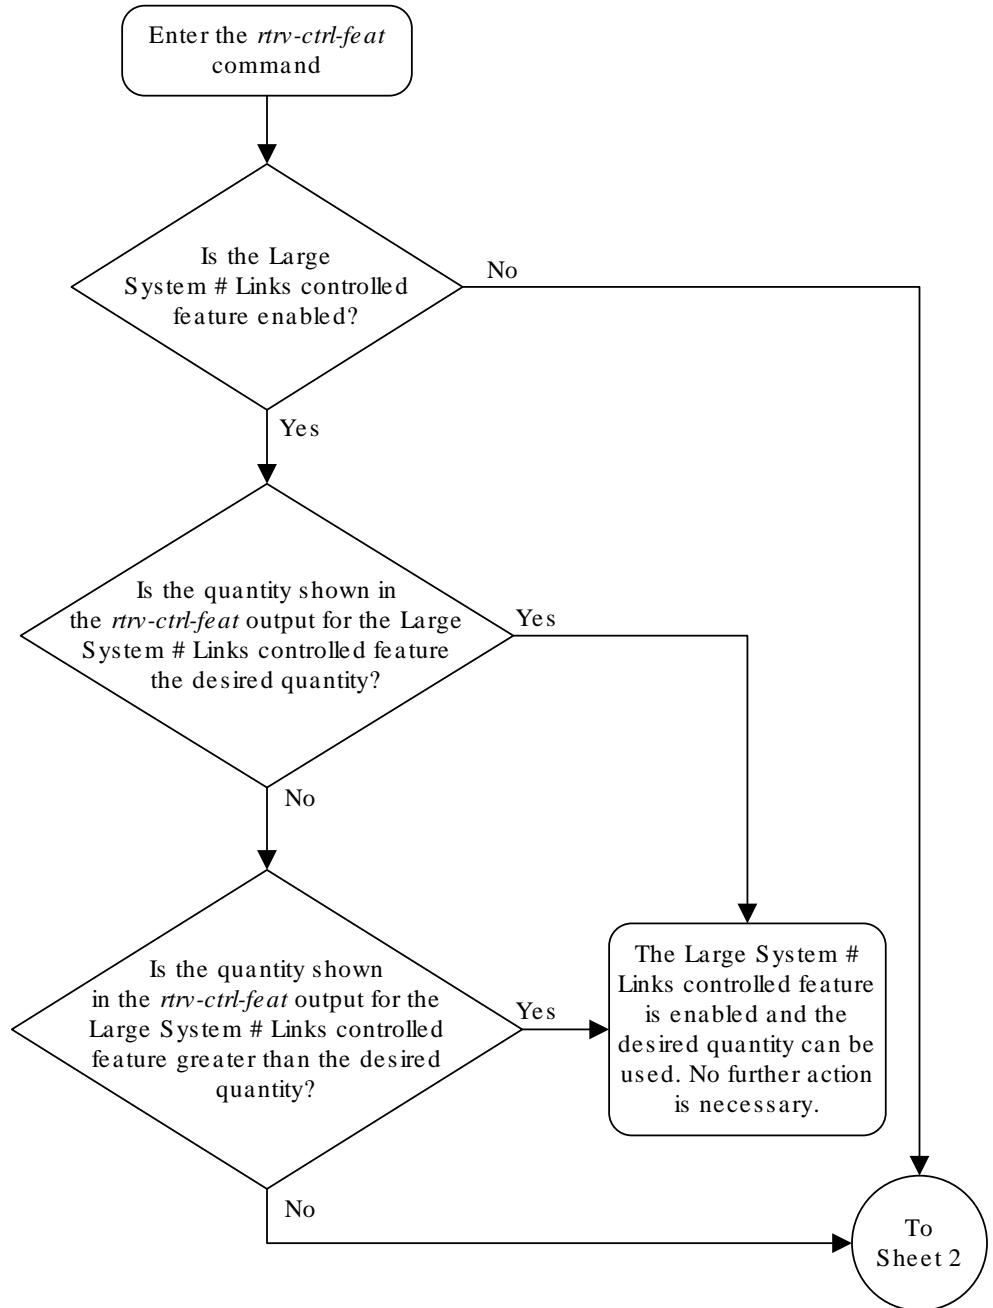 Enter the rtrv-ctrl-feat
command
Is the Large
System # Links controlled
feature enabled?
No
Yes
Is the quantity shown in
the rtrv-ctrl-feat output for the Large
System # Links controlled feature
the desired quantity?
Yes
No
Is the quantity shown
in the rtrv-ctrl-feat output for the
Large System # Links controlled
feature greater than the desired
quantity?
Yes
The Large System #
Links controlled feature
is enabled and the
desired quantity can be
used. No further action
is necessary.
No
To
Sheet 2